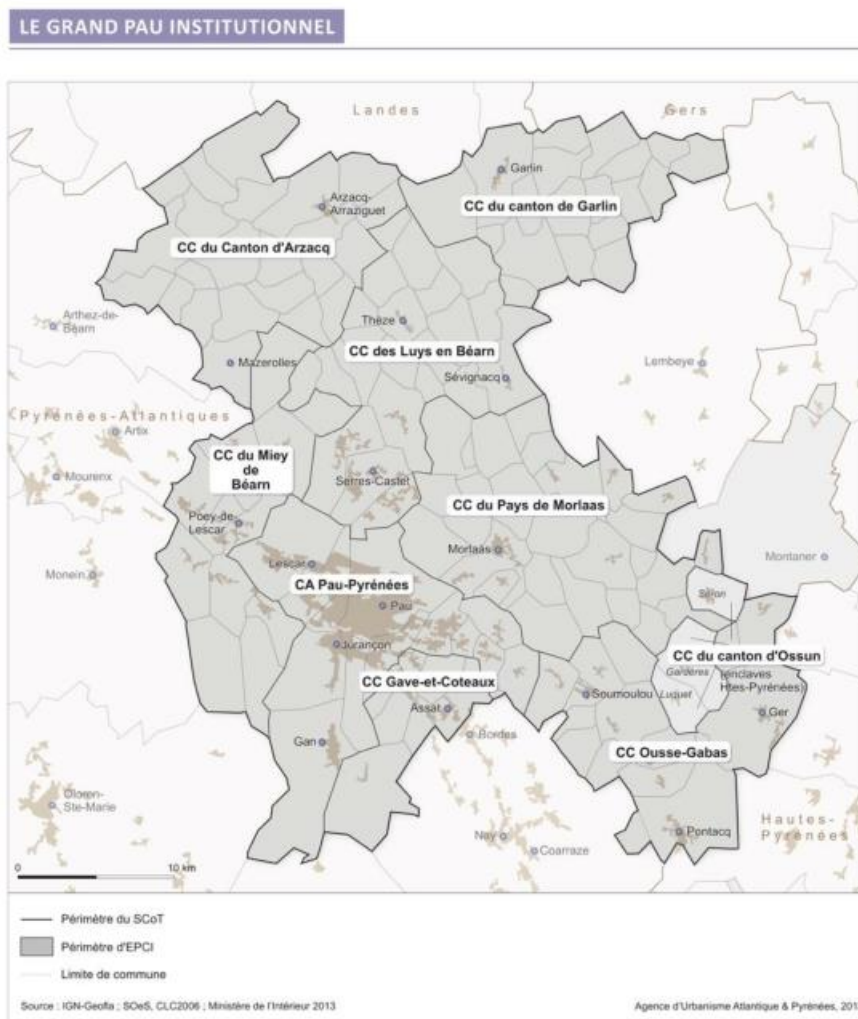 LE GRAND PAU INSTITUTIONNEL
Landes
Gers
Garlin
Arzacq-
Arraziguet
CC du canton de Garlin
CC du Canton d'Arzacq
Arthez-de-
Béarn
Thèze
CC des Luys en Béarn
Mazerolles
Lembeye
Sévignacq
Pyrénées-Atlantiques
Artix
CC du Miey
de
Béarn
Mourenx
Serres-Castet
CC du Pays de Morlaas
Poey-de-
Lescar
Morlaàs
Montaner
Lescar
Monein
CA Pau-Pyrénées
Séron
Pau
Jurançon
CC du canton d'Ossun
Gardères
(enclaves
Htes-Pyrénées)
CC Gave-et-Coteaux
Soumoulou
Luquet
Assat
Ger
Bordes
Gan
CC Ousse-Gabas
Oloron-
Ste-Marie
Hautes-
Pyrénées
Nay
Pontacq
Coarraze
0 10 km
Périmètre du SCoT
Périmètre d'EPCI
Limite de commune
Source : IGN-Geofla ; SOeS, CLC2006 ; Ministère de l'Intérieur 2013
Agence d'Urbanisme Atlantique & Pyrénées, 201